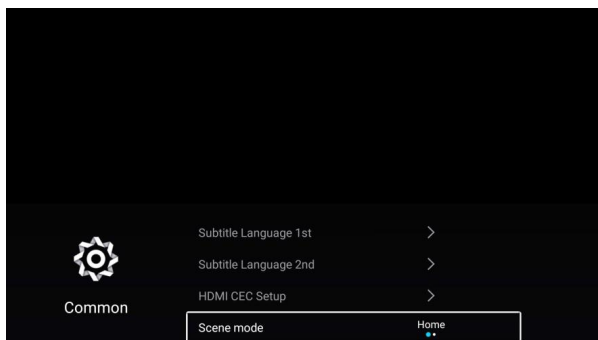 Subtitle Language 1st
Subtitle Language 2nd
HDMI CEC Setup
Common
Scene mode Home